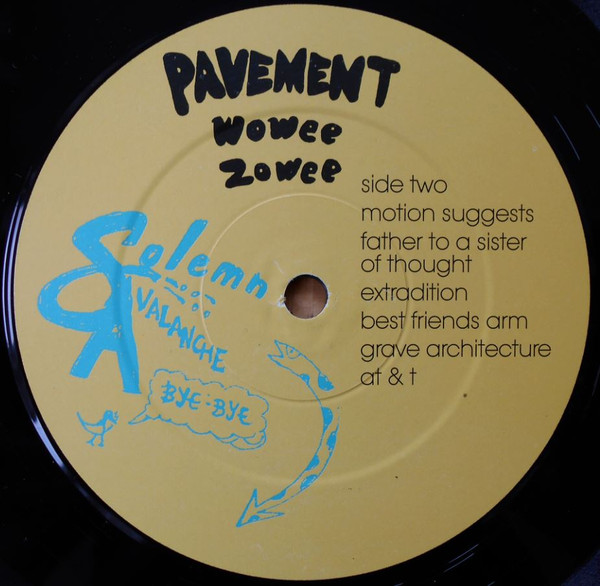 PAVEMENT
Wowee
Zowee
side two
motion suggests
father to a sister
of thought
extradition
best friends arm
grave architecture
at & t
Solemn
AVALANCHE
BYE-BYE